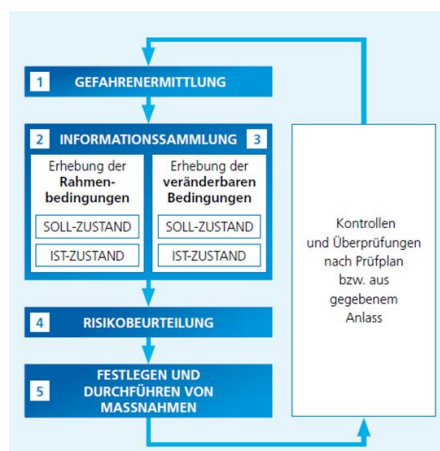 1 GEFAHRENERMITTLUNG
2 INFORMATIONSSAMMLUNG 3
Erhebung der
Rahmen-
bedingungen
SOLL-ZUSTAND
IST-ZUSTAND
Erhebung der
veränderbaren
Bedingungen
SOLL-ZUSTAND
IST-ZUSTAND
4 RISIKOBEURTEILUNG
5 FESTLEGEN UND
DURCHFÜHREN VON
MASSNAHMEN
Kontrollen
und Überprüfungen
nach Prüfplan
bzw. aus
gegebenem
Anlass